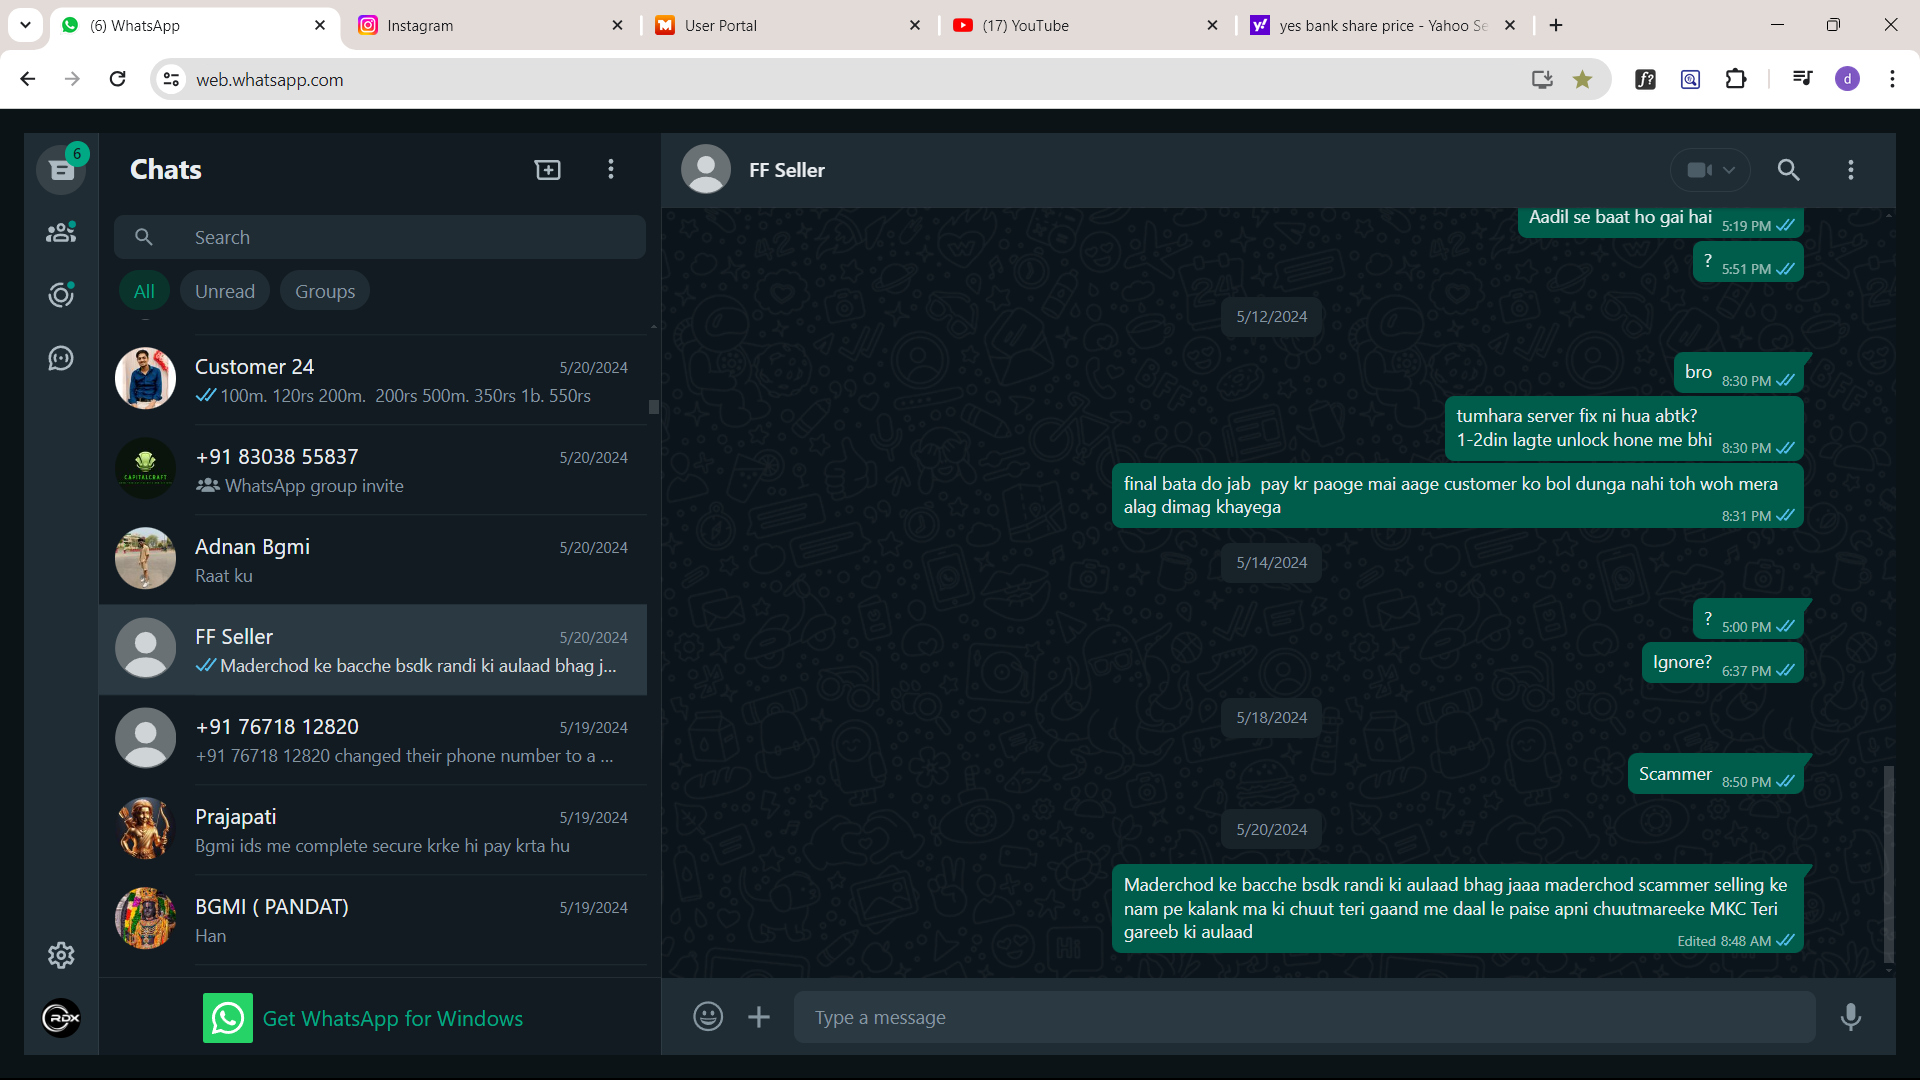 (6) WhatsApp
Instagram
User Portal
(17) YouTube
yes bank share price - Yahoo Se
web.whatsapp.com
d
6
Chats
Search
All
Unread
Groups
Customer 24
5/20/2024
100m. 120rs 200m. 200rs 500m. 350rs 1b. 550rs
+91 83038 55837
5/20/2024
CAPITALCRAFT
WhatsApp group invite
Adnan Bgmi
5/20/2024
Raat ku
FF Seller
5/20/2024
Maderchod ke bacche bsdk randi ki aulaad bhag j...
+91 76718 12820
5/19/2024
+91 76718 12820 changed their phone number to a ...
Prajapati
5/19/2024
Bgmi ids me complete secure krke hi pay krta hu
BGMI ( PANDAT)
5/19/2024
Han
RDX
Get WhatsApp for Windows
FF Seller
Aadil se baat ho gai hai
5:19 PM
?
5:51 PM
5/12/2024
bro
8:30 PM
tumhara server fix ni hua abtk?
1-2din lagte unlock hone me bhi
8:30 PM
final bata do jab  pay kr paoge mai aage customer ko bol dunga nahi toh woh mera
alag dimag khayega
8:31 PM
5/14/2024
?
5:00 PM
Ignore?
6:37 PM
5/18/2024
Scammer
8:50 PM
5/20/2024
Maderchod ke bacche bsdk randi ki aulaad bhag jaaa maderchod scammer selling ke
nam pe kalank ma ki chuut teri gaand me daal le paise apni chuutmareeke MKC Teri
gareeb ki aulaad
Edited 8:48 AM
Type a message